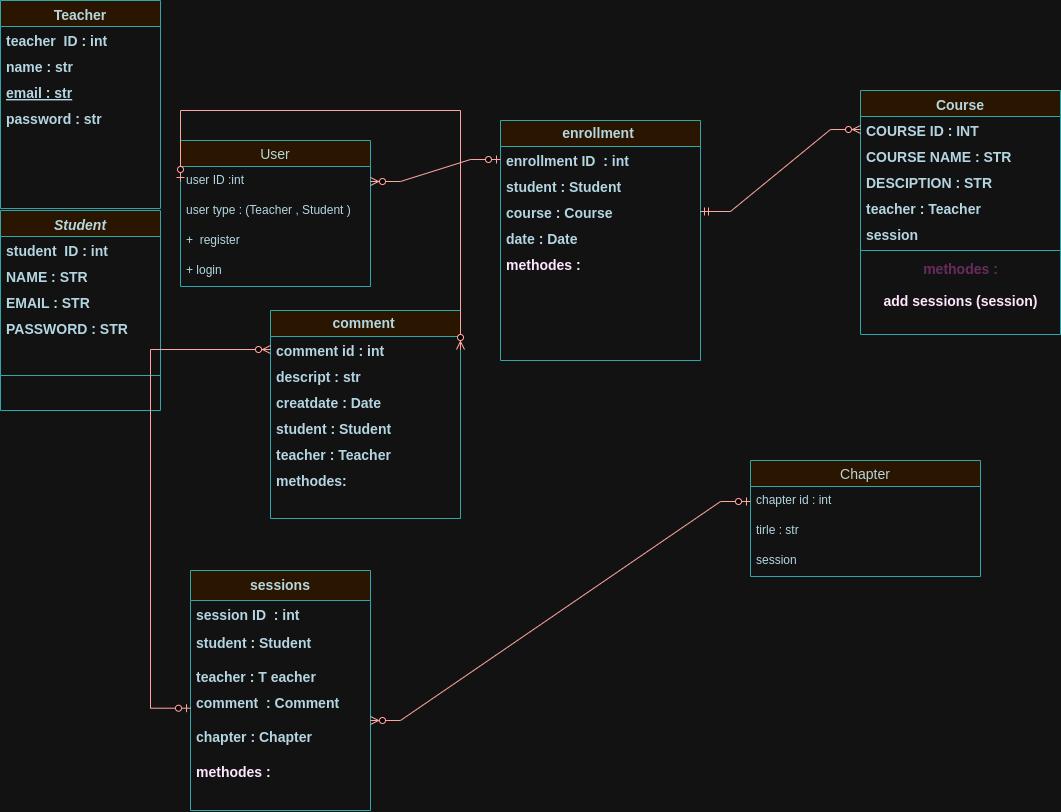 Teacher
teacher  ID : int
name : str
email : str
password : str
Student
student  ID : int
NAME : STR
EMAIL : STR
PASSWORD : STR
User
user ID :int
user type : (Teacher , Student )
+  register
+ login
comment
comment id : int
descript : str
creatdate : Date
student : Student
teacher : Teacher
methodes:
enrollment
enrollment ID  : int
student : Student
course : Course
date : Date
methodes :
Course
COURSE ID : INT
COURSE NAME : STR
DESCIPTION : STR
teacher : Teacher
session
methodes :
add sessions (session)
Chapter
chapter id : int
tirle : str
session
sessions
session ID  : int
student : Student
teacher : T eacher
comment  : Comment
chapter : Chapter
methodes :